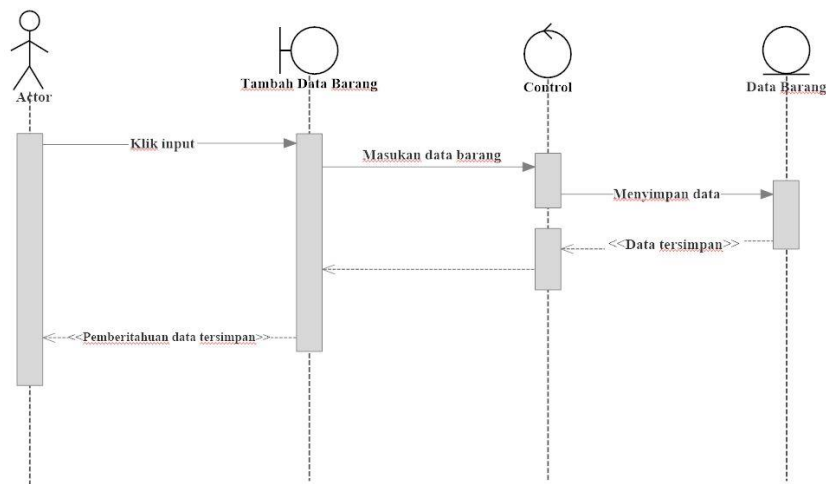 Actor
Tambah Data Barang
Control
Data Barang
Klik input
Masukan data barang
Menyimpan data
<<Data tersimpan>>
<<Pemberitahuan data tersimpan>>